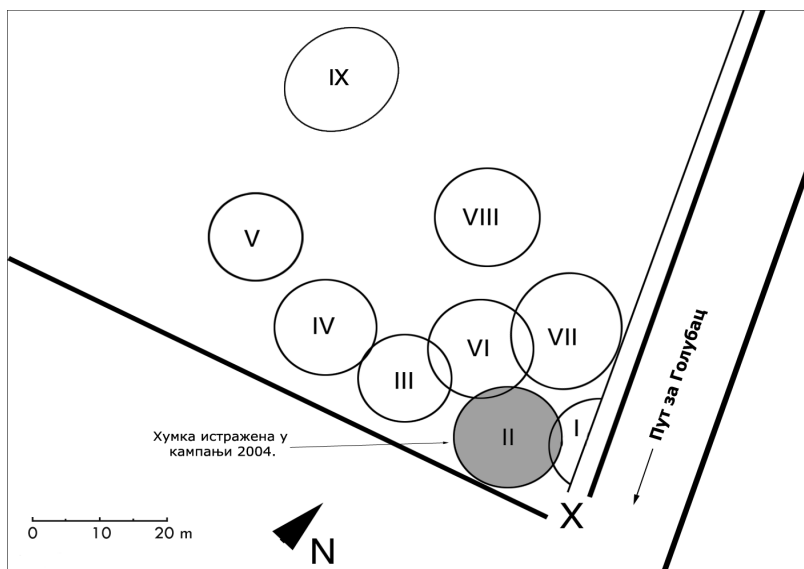 IX
V
VIII
IV
VI
VII
III
II
I
Хумка истражена у
кампањи 2004.
Пут за Голубац
X
N
0 10 20 m